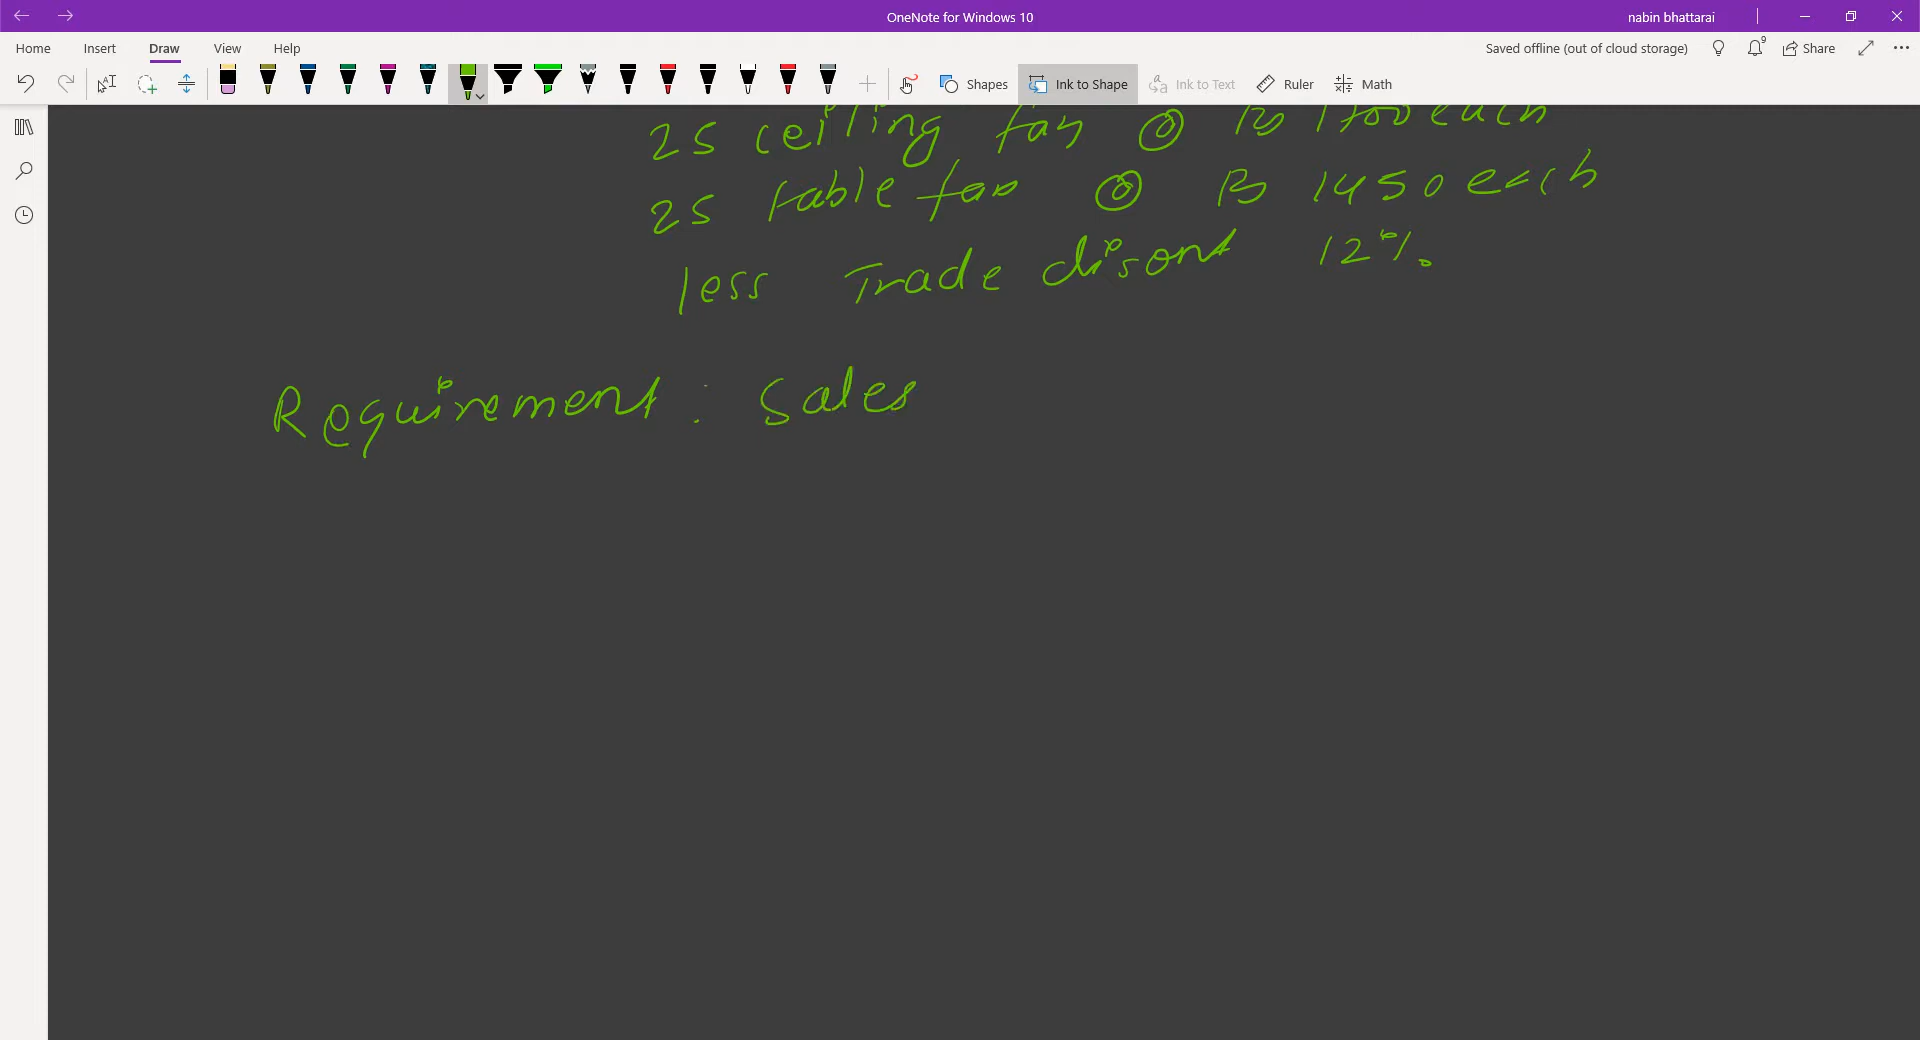 OneNote for Windows 10
nabin bhattarai
Home Insert Draw View Help
Saved offline (out of cloud storage)
9
Share
Shapes
Ink to Shape
Ink to Text
Ruler
Math
25 ceiling fan @ Rs each
25 table fan @ Rs 1450 each
less Trade disont 12%.
Requirement : Sales